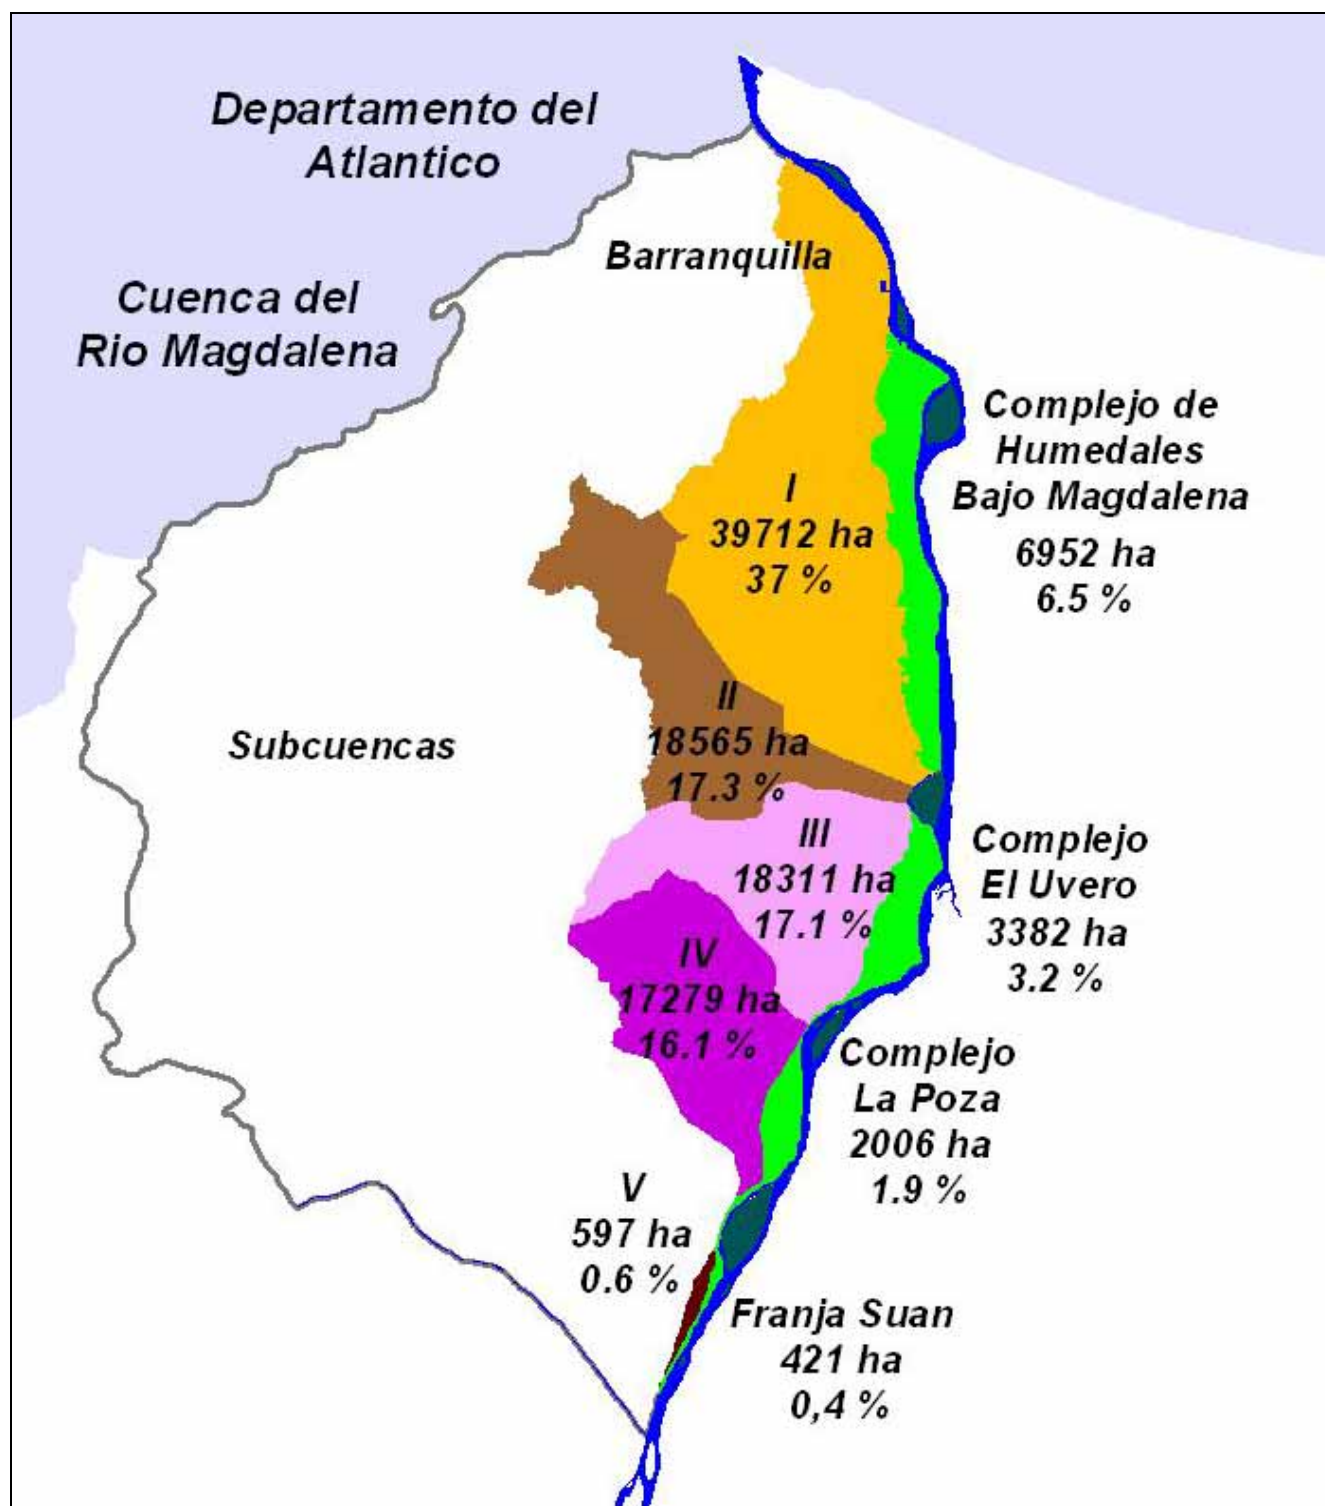 Departamento del
Atlantico
Barranquilla
Cuenca del
Rio Magdalena
Complejo de
Humedales
Bajo Magdalena
6952 ha
6.5 %
I
39712 ha
37 %
II
18565 ha
17.3 %
Subcuencas
III
18311 ha
17.1 %
Complejo
El Uvero
3382 ha
3.2 %
IV
17279 ha
16.1 %
Complejo
La Poza
2006 ha
1.9 %
V
597 ha
0.6 %
Franja Suan
421 ha
0,4 %